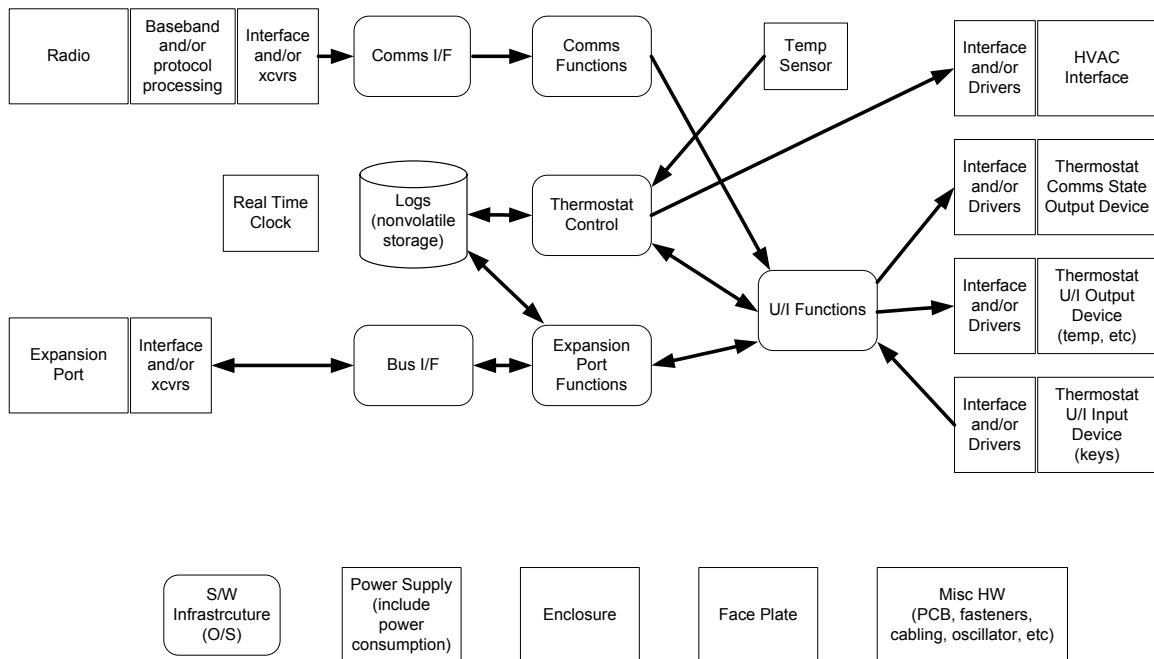 Radio
Baseband
and/or
protocol
processing
Interface
and/or
xcvrs
Comms I/F
Comms
Functions
Temp
Sensor
Interface
and/or
Drivers
HVAC
Interface
Real Time
Clock
Logs
(nonvolatile
storage)
Thermostat
Control
Interface
and/or
Drivers
Thermostat
Comms State
Output Device
U/I Functions
Interface
and/or
Drivers
Thermostat
U/I Output
Device
(temp, etc)
Expansion
Port
Interface
and/or
xcvrs
Bus I/F
Expansion
Port
Functions
Interface
and/or
Drivers
Thermostat
U/I Input
Device
(keys)
S/W
Infrastrcuture
(O/S)
Power Supply
(include
power
consumption)
Enclosure
Face Plate
Misc HW
(PCB, fasteners,
cabling, oscillator, etc)